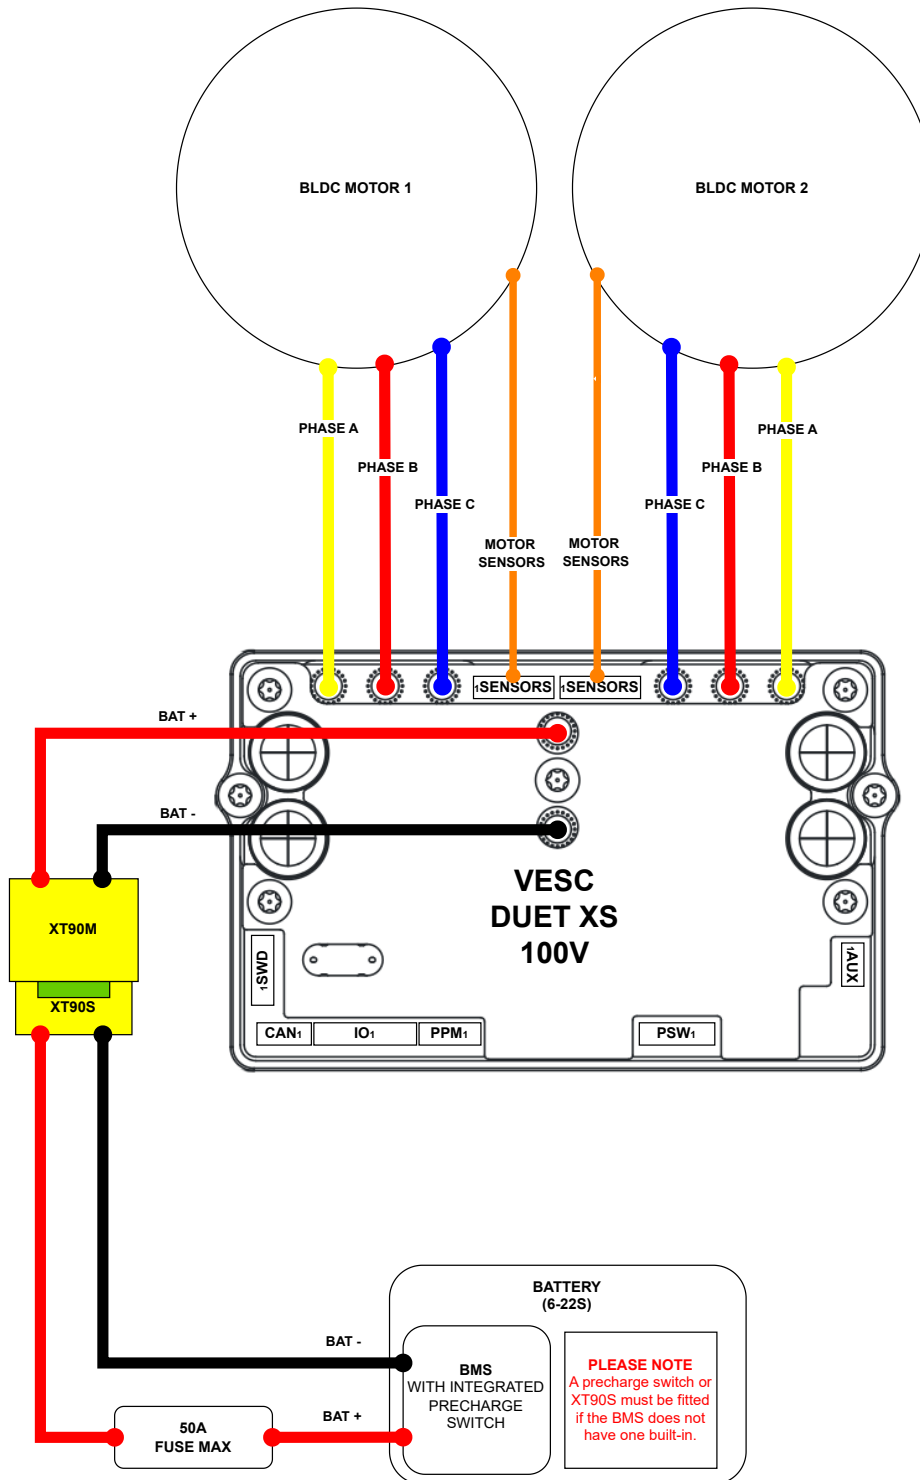 BLDC MOTOR 1
BLDC MOTOR 2
PHASE A
PHASE B
PHASE C
MOTOR
SENSORS
MOTOR
SENSORS
PHASE C
PHASE B
PHASE A
1SENSORS
1SENSORS
BAT +
BAT -
VESC
DUET XS
100V
XT90M
XT90S
1SWD
1AUX
CAN1
IO1
PPM1
PSW1
BATTERY
(6-22S)
BAT -
BMS
WITH INTEGRATED
PRECHARGE
SWITCH
PLEASE NOTE
A precharge switch or
XT90S must be fitted
if the BMS does not
have one built-in.
BAT +
50A
FUSE MAX